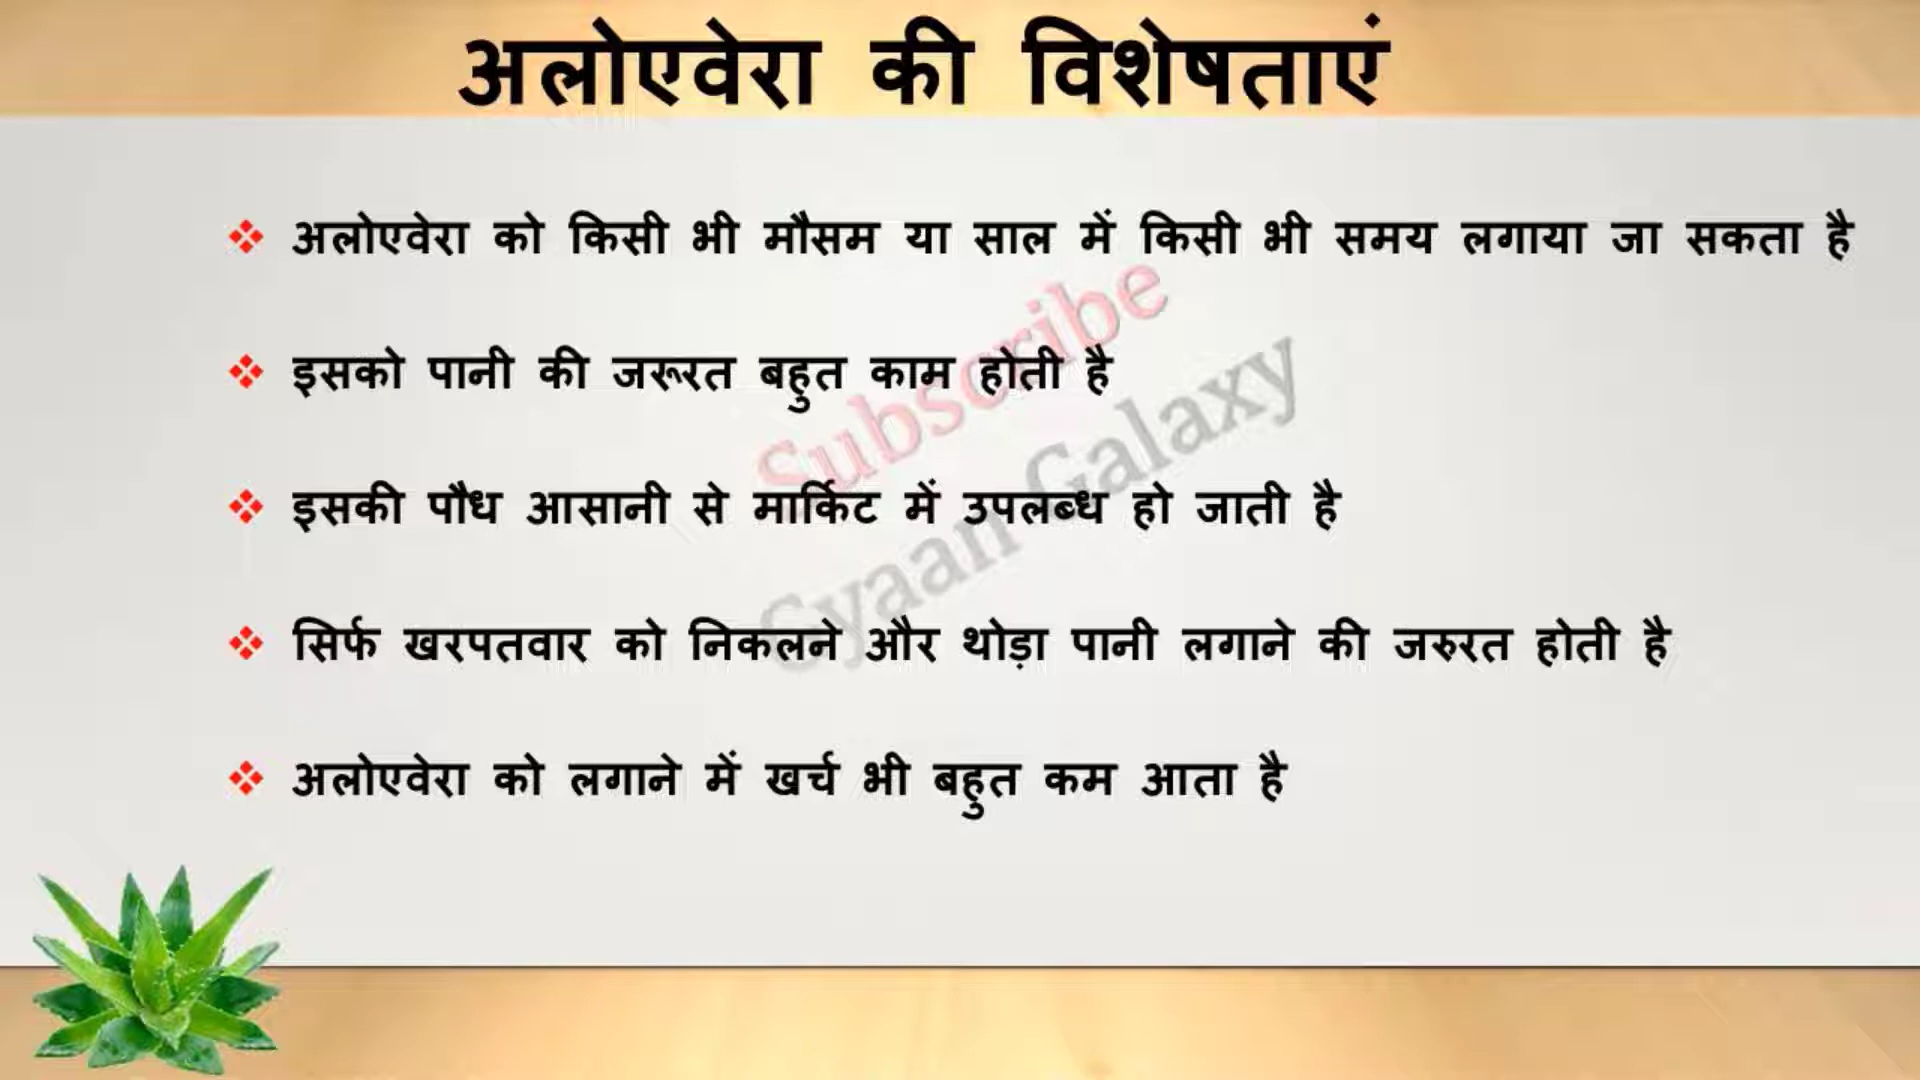 अलोएवेरा की विशेषताएं
अलोएवेरा को किसी भी मौसम या साल में किसी भी समय लगाया जा सकता है
इसको पानी की जरूरत बहुत काम होती है
इसकी पौध आसानी से मार्किट में उपलब्ध हो जाती है
सिर्फ खरपतवार को निकलने और थोड़ा पानी लगाने की जरुरत होती है
अलोएवेरा को लगाने में खर्च भी बहुत कम आता है
Subscribe
Gyaan Galaxy